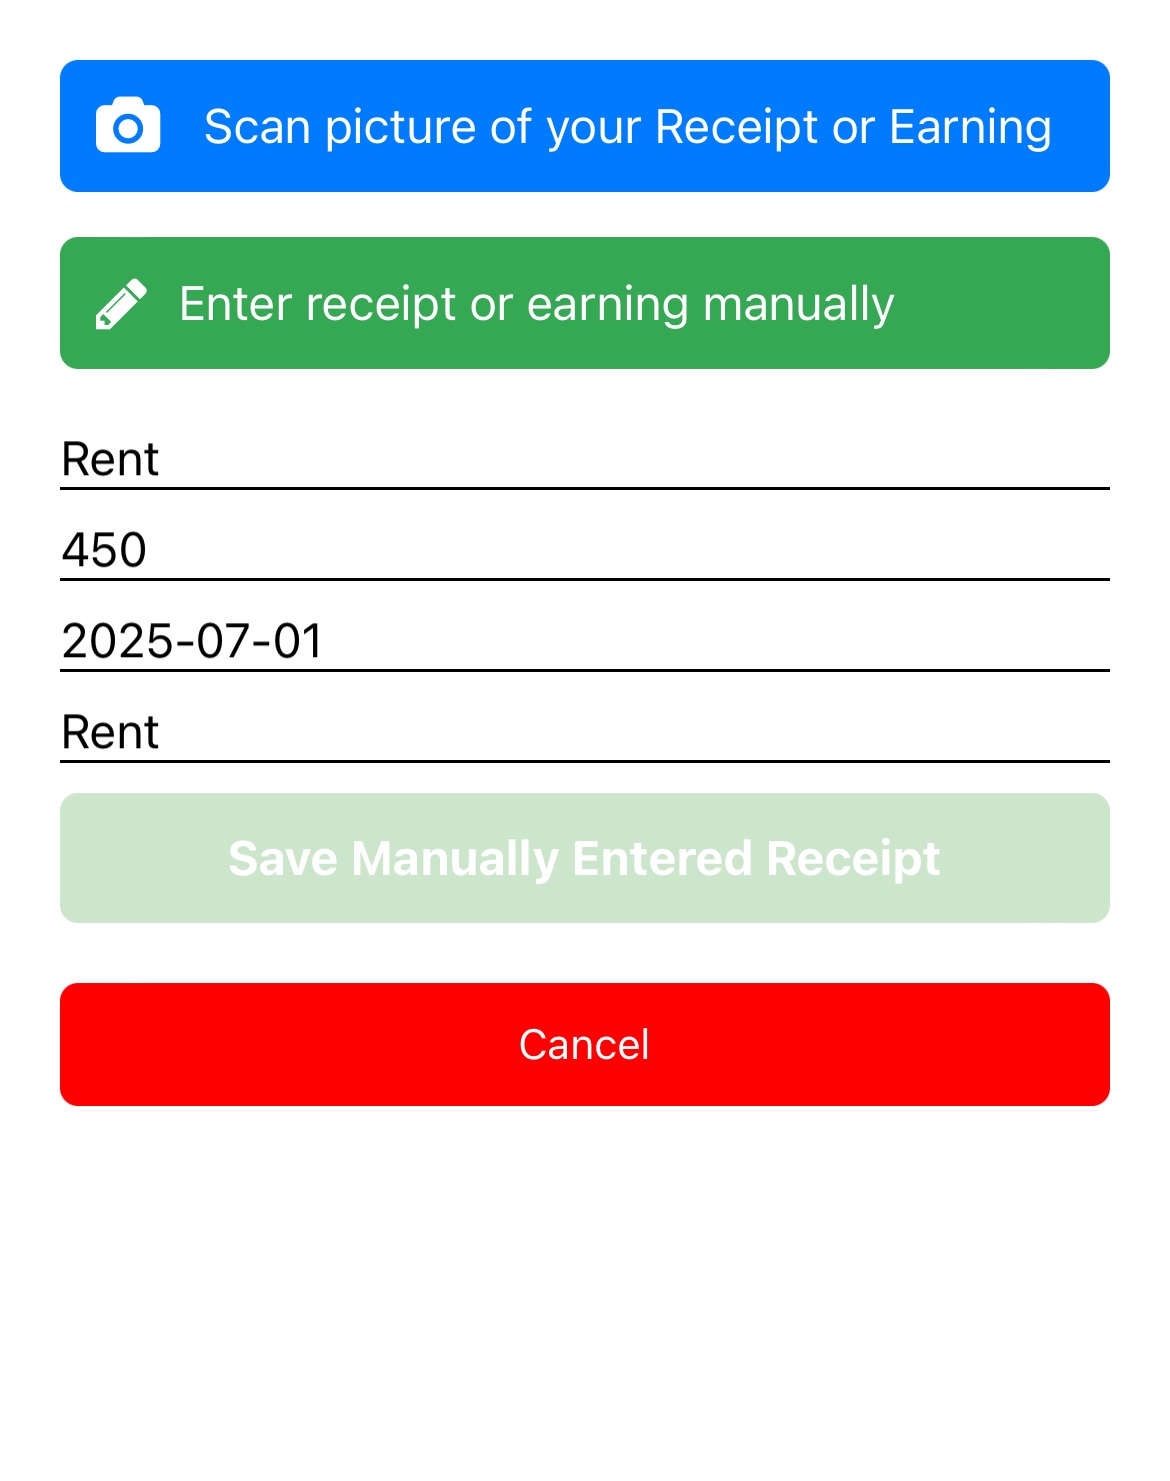 Scan picture of your Receipt or Earning
Enter receipt or earning manually
Rent
450
2025-07-01
Rent
Save Manually Entered Receipt
Cancel